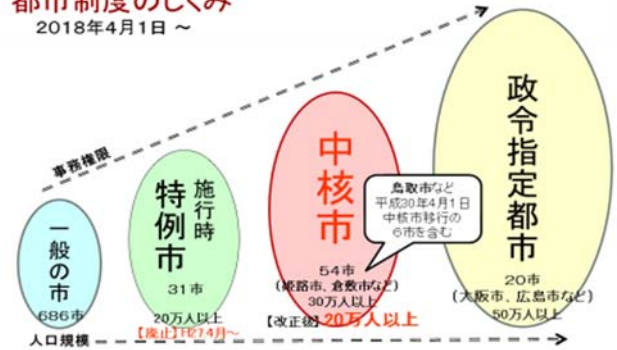 都市制度のしくみ
2018年4月1日 ~
事務権限
一般の市
686市
施行時
特例市
31市
20万人以上
【廃止】H27.4月~
中核市
54市
(姫路市、倉敷市など)
30万人以上
【改正後】20万人以上
鳥取市など
平成30年4月1日
中核市移行の
6市を含む
政令指定都市
20市
(大阪市、広島市など)
50万人以上
人口規模